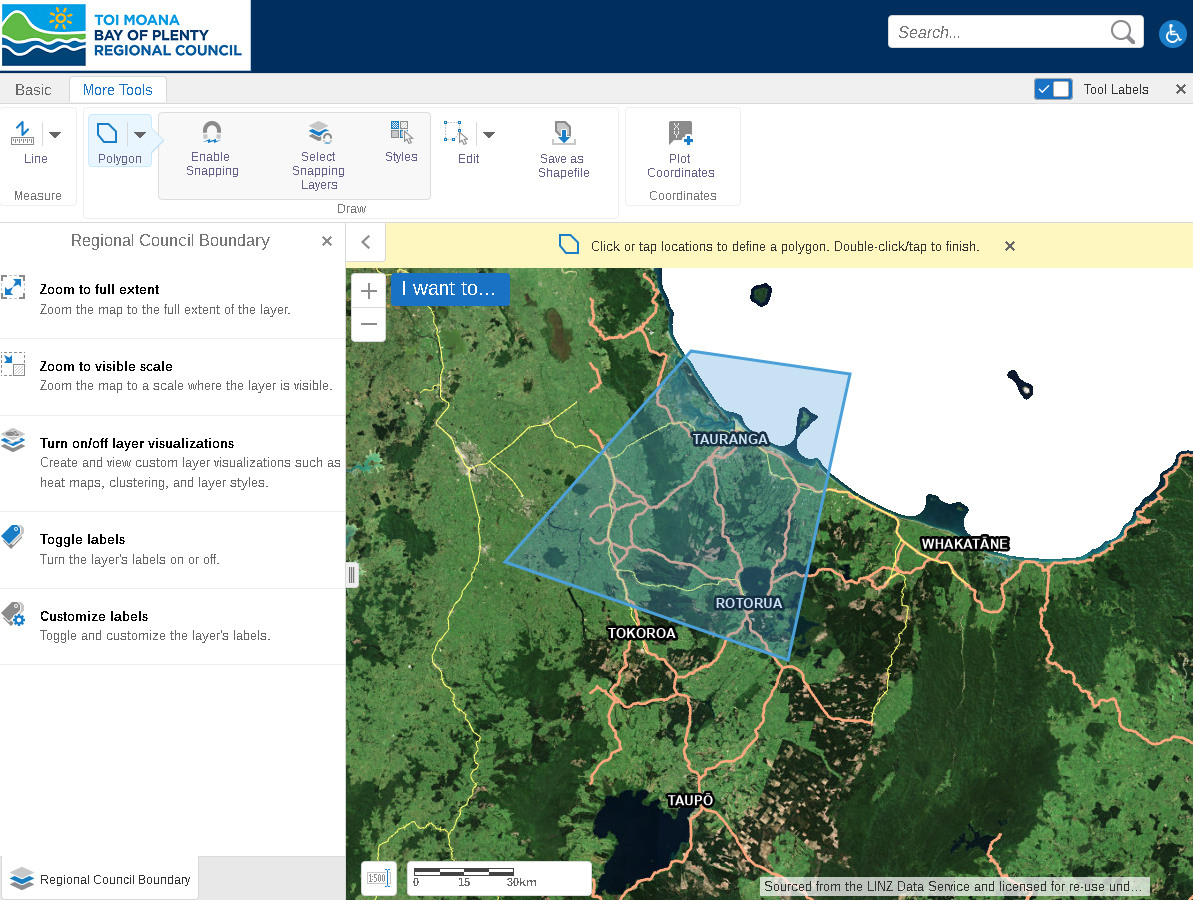 TOI MOANA
BAY OF PLENTY
REGIONAL COUNCIL
Search...
Basic
More Tools
Tool Labels
Line
Measure
Polygon
Enable
Snapping
Select
Snapping
Layers
Styles
Edit
Save as
Shapefile
Draw
Plot
Coordinates
Coordinates
Regional Council Boundary
Click or tap locations to define a polygon. Double-click/tap to finish.
I want to...
Zoom to full extent
Zoom the map to the full extent of the layer.
Zoom to visible scale
Zoom the map to a scale where the layer is visible.
Turn on/off layer visualizations
Create and view custom layer visualizations such as
heat maps, clustering, and layer styles.
Toggle labels
Turn the layer's labels on or off.
Customize labels
Toggle and customize the layer's labels.
TAURANGA
WHAKATĀNE
ROTORUA
TOKOROA
TAUPŌ
Regional Council Boundary
1:500
0 15 30km
Sourced from the LINZ Data Service and licensed for re-use und...